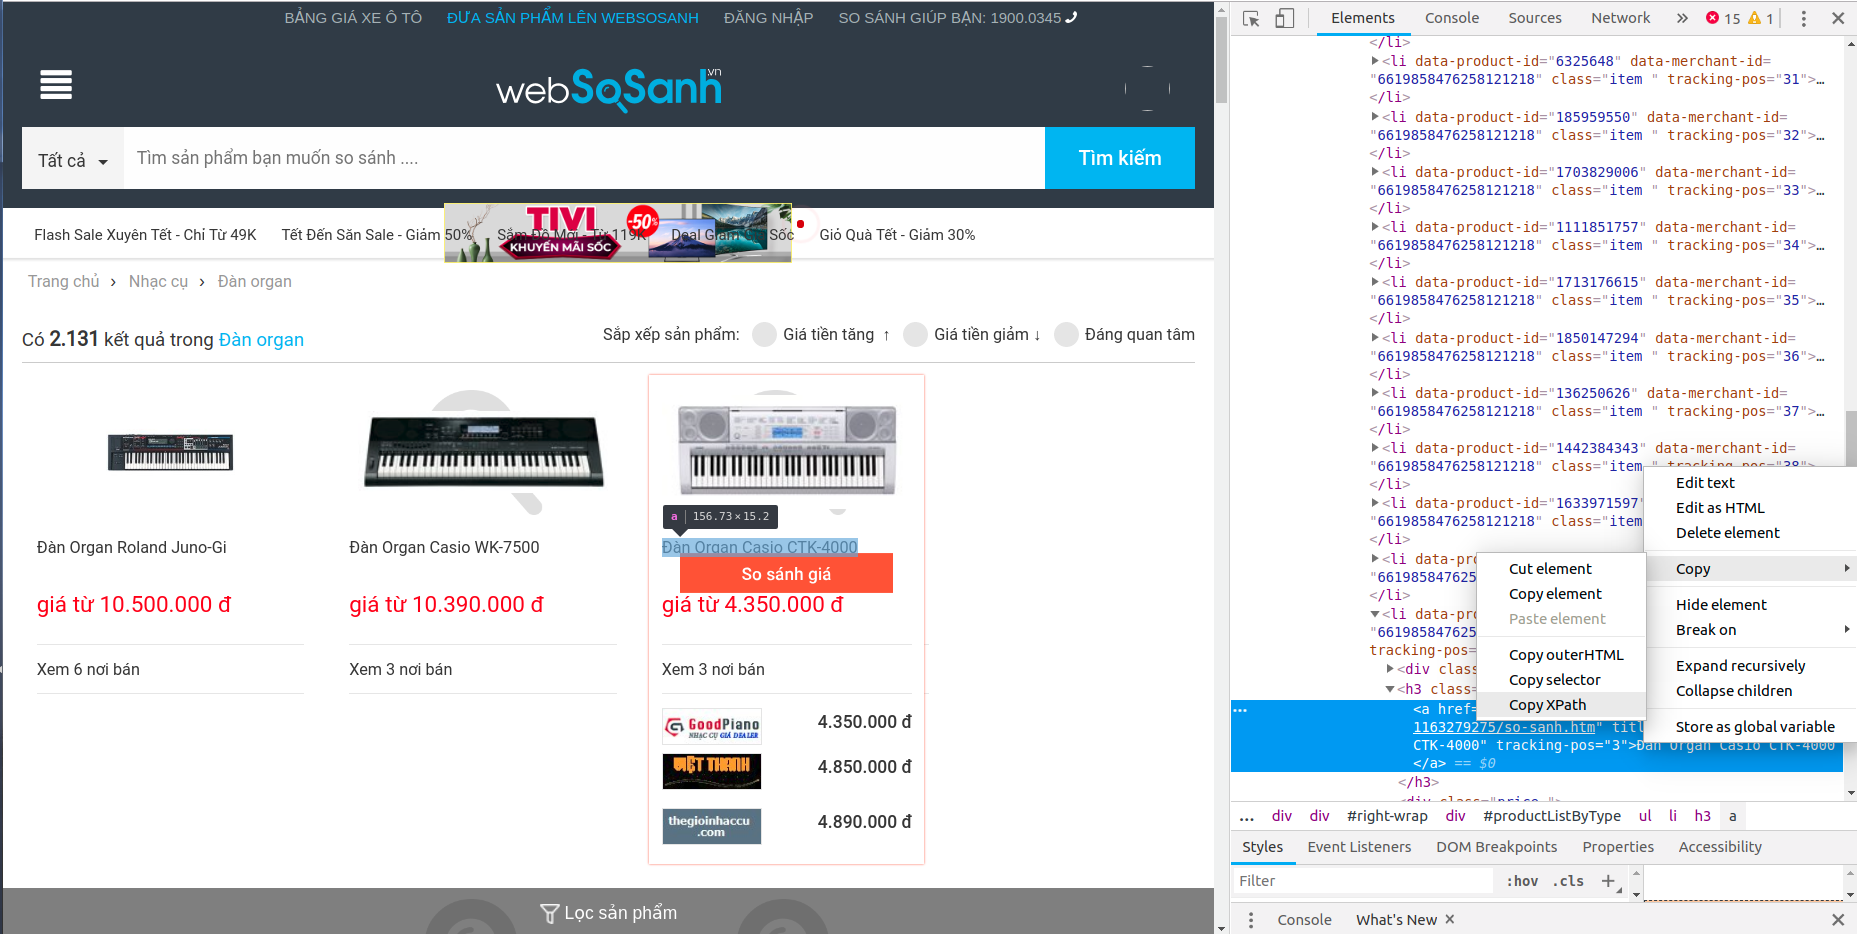 BẢNG GIÁ XE Ô TÔ ĐƯA SẢN PHẨM LÊN WEBSOSANH ĐĂNG NHẬP SO SÁNH GIÚP BẠN: 1900.0345
webSoSanh.vn
Tất cả Tìm sản phẩm bạn muốn so sánh .... Tìm kiếm
TIVI -50%
KHUYẾN MÃI SỐC
Flash Sale Xuyên Tết - Chỉ Từ 49K Tết Đến Săn Sale - Giảm 50% Sắm Đồ Mới - Từ 119K Deal Giảm Sốc Giỏ Quà Tết - Giảm 30%
Trang chủ › Nhạc cụ › Đàn organ
Có 2.131 kết quả trong Đàn organ
Sắp xếp sản phẩm: Giá tiền tăng ↑ Giá tiền giảm ↓ Đáng quan tâm
a 156.73×15.2
Đàn Organ Roland Juno-Gi Đàn Organ Casio WK-7500 Đàn Organ Casio CTK-4000
So sánh giá
giá từ 10.500.000 đ giá từ 10.390.000 đ giá từ 4.350.000 đ
Xem 6 nơi bán Xem 3 nơi bán Xem 3 nơi bán
GoodPiano
NHẠC CỤ GIÁ DEALER
4.350.000 đ
VIỆT THANH 4.850.000 đ
thegioinhaccu
.com
4.890.000 đ
Lọc sản phẩm
Elements Console Sources Network » 15 1
</li>
<li data-product-id="6325648" data-merchant-id=
"6619858476258121218" class="item " tracking-pos="31">…
</li>
<li data-product-id="185959550" data-merchant-id=
"6619858476258121218" class="item " tracking-pos="32">…
</li>
<li data-product-id="1703829006" data-merchant-id=
"6619858476258121218" class="item " tracking-pos="33">…
</li>
<li data-product-id="1111851757" data-merchant-id=
"6619858476258121218" class="item " tracking-pos="34">…
</li>
<li data-product-id="1713176615" data-merchant-id=
"6619858476258121218" class="item " tracking-pos="35">…
</li>
<li data-product-id="1850147294" data-merchant-id=
"6619858476258121218" class="item " tracking-pos="36">…
</li>
<li data-product-id="136250626" data-merchant-id=
"6619858476258121218" class="item " tracking-pos="37">…
</li>
<li data-product-id="1442384343" data-merchant-id=
"6619858476258121218" class="item tracking-pos="38">
</li>
<li data-product-id="1633971597"
"6619858476258121218" class="item
</li>
<li
"66198584762
</li>
<li
"66198584762
tracking-pos=
<div
<h3
<a href=
1163279275/so-sanh.htm"
CTK-4000" tracking-pos="3">Đàn Organ Casio CTK-4000
</a> == $0
</h3>
<div class="price ">
Edit text
Edit as HTML
Delete element
Copy
Hide element
Break on
Expand recursively
Collapse children
Store as global variable
Cut element
Copy element
Paste element
Copy outerHTML
Copy selector
Copy XPath
... div div #right-wrap div #productListByType ul li h3 a
Styles Event Listeners DOM Breakpoints Properties Accessibility
Filter :hov .cls +
Console What's New ×